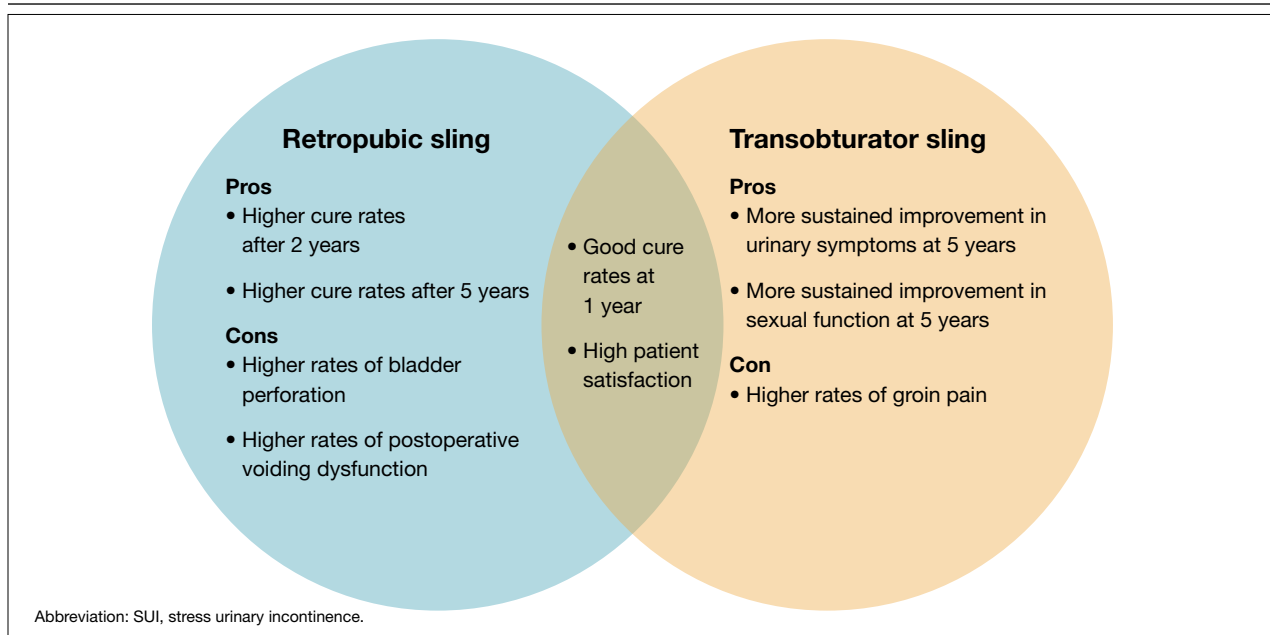 Retropubic sling
Pros
• Higher cure rates
after 2 years
• Higher cure rates after 5 years
Cons
• Higher rates of bladder
perforation
• Higher rates of postoperative
voiding dysfunction
• Good cure
rates at
1 year
• High patient
satisfaction
Transobturator sling
Pros
• More sustained improvement in
urinary symptoms at 5 years
• More sustained improvement in
sexual function at 5 years
Con
• Higher rates of groin pain
Abbreviation: SUI, stress urinary incontinence.